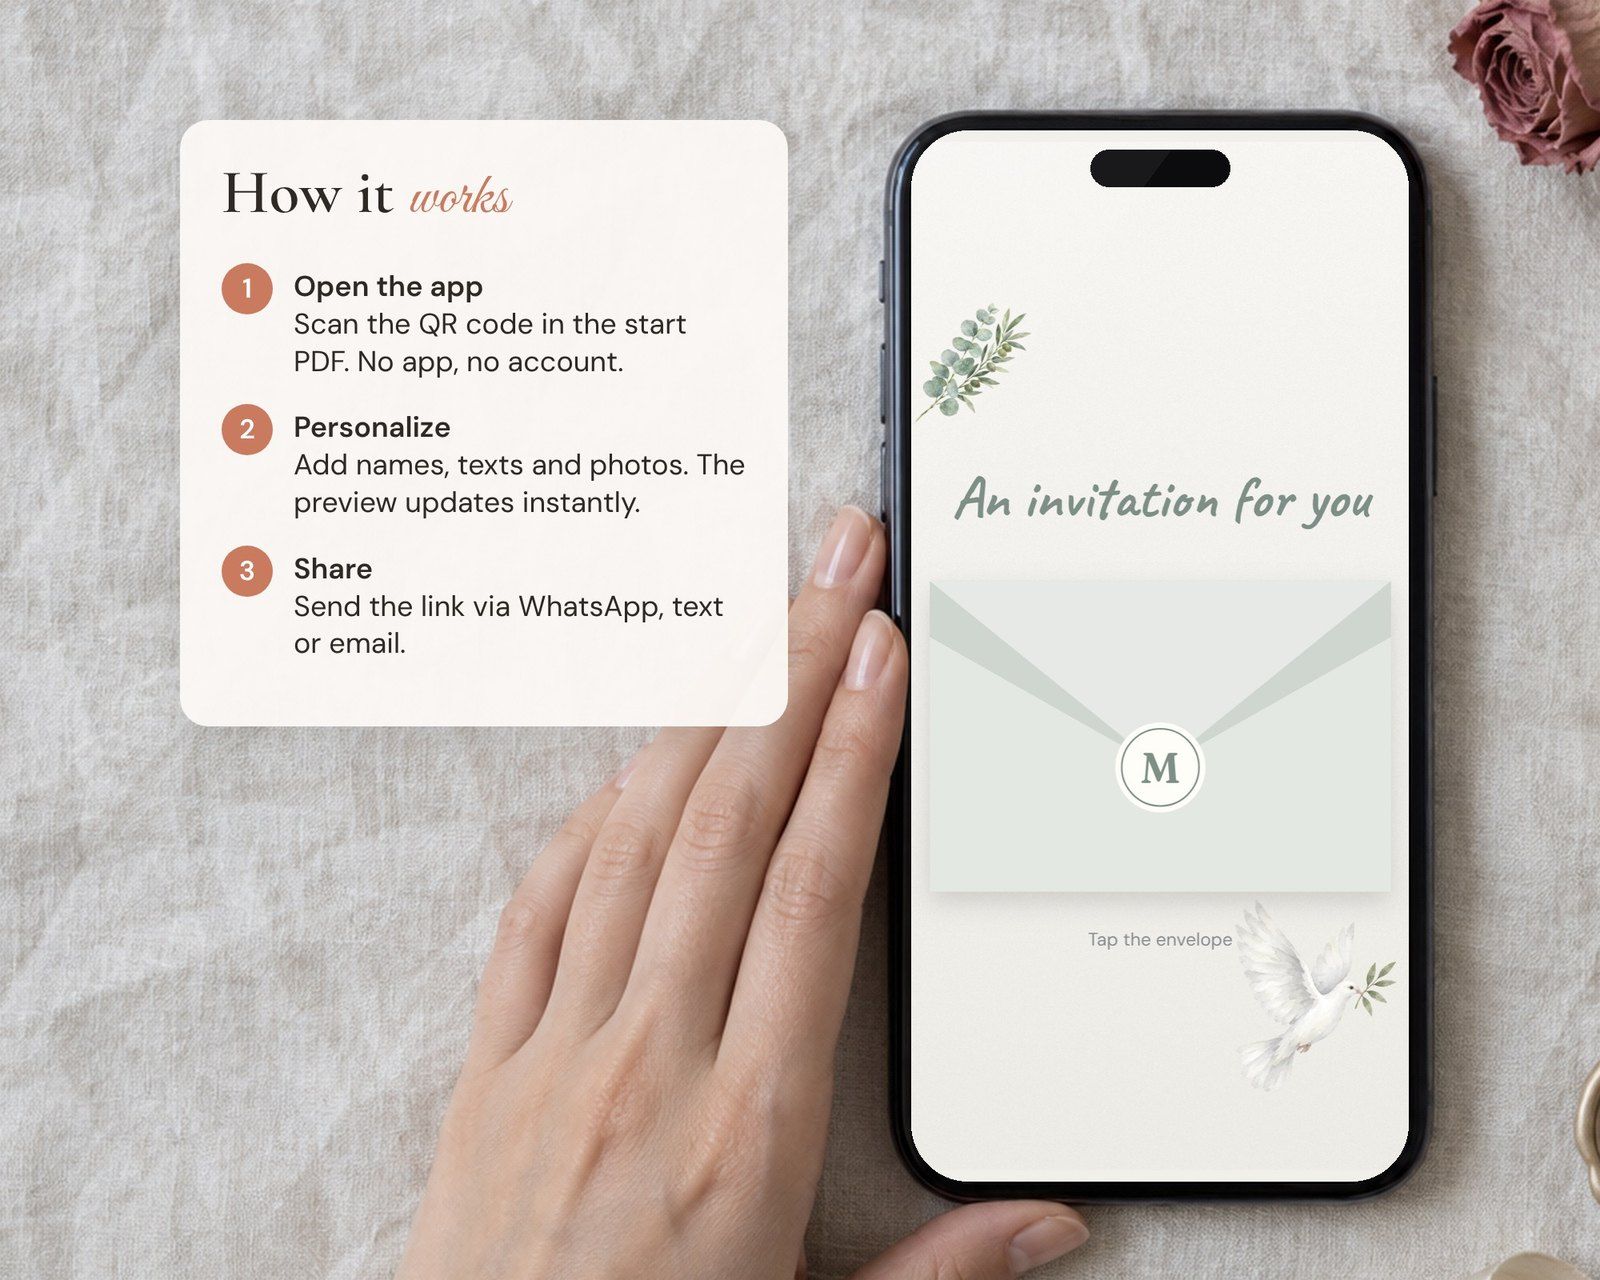 How it works
1
Open the app
Scan the QR code in the start
PDF. No app, no account.
2
Personalize
Add names, texts and photos. The
preview updates instantly.
3
Share
Send the link via WhatsApp, text
or email.
An invitation for you
M
Tap the envelope